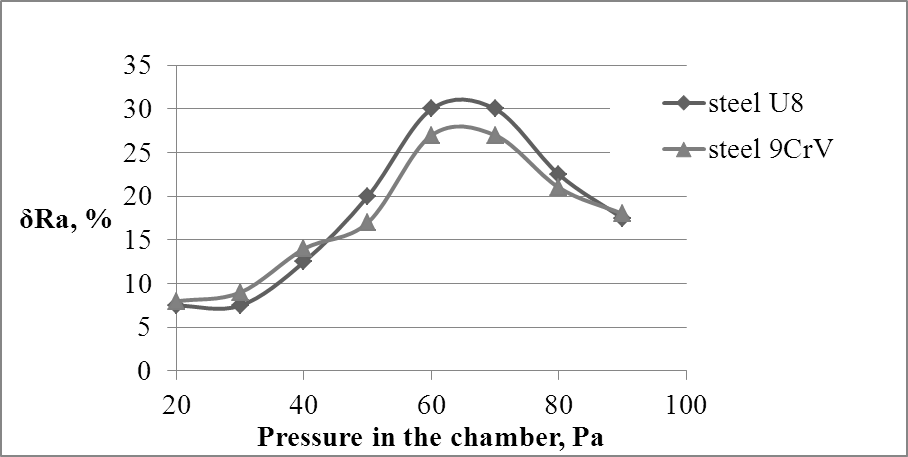 35
30
25
20
15
10
5
0
δRa, %
20 40 60 80 100
Pressure in the chamber, Pa
steel U8
steel 9CrV